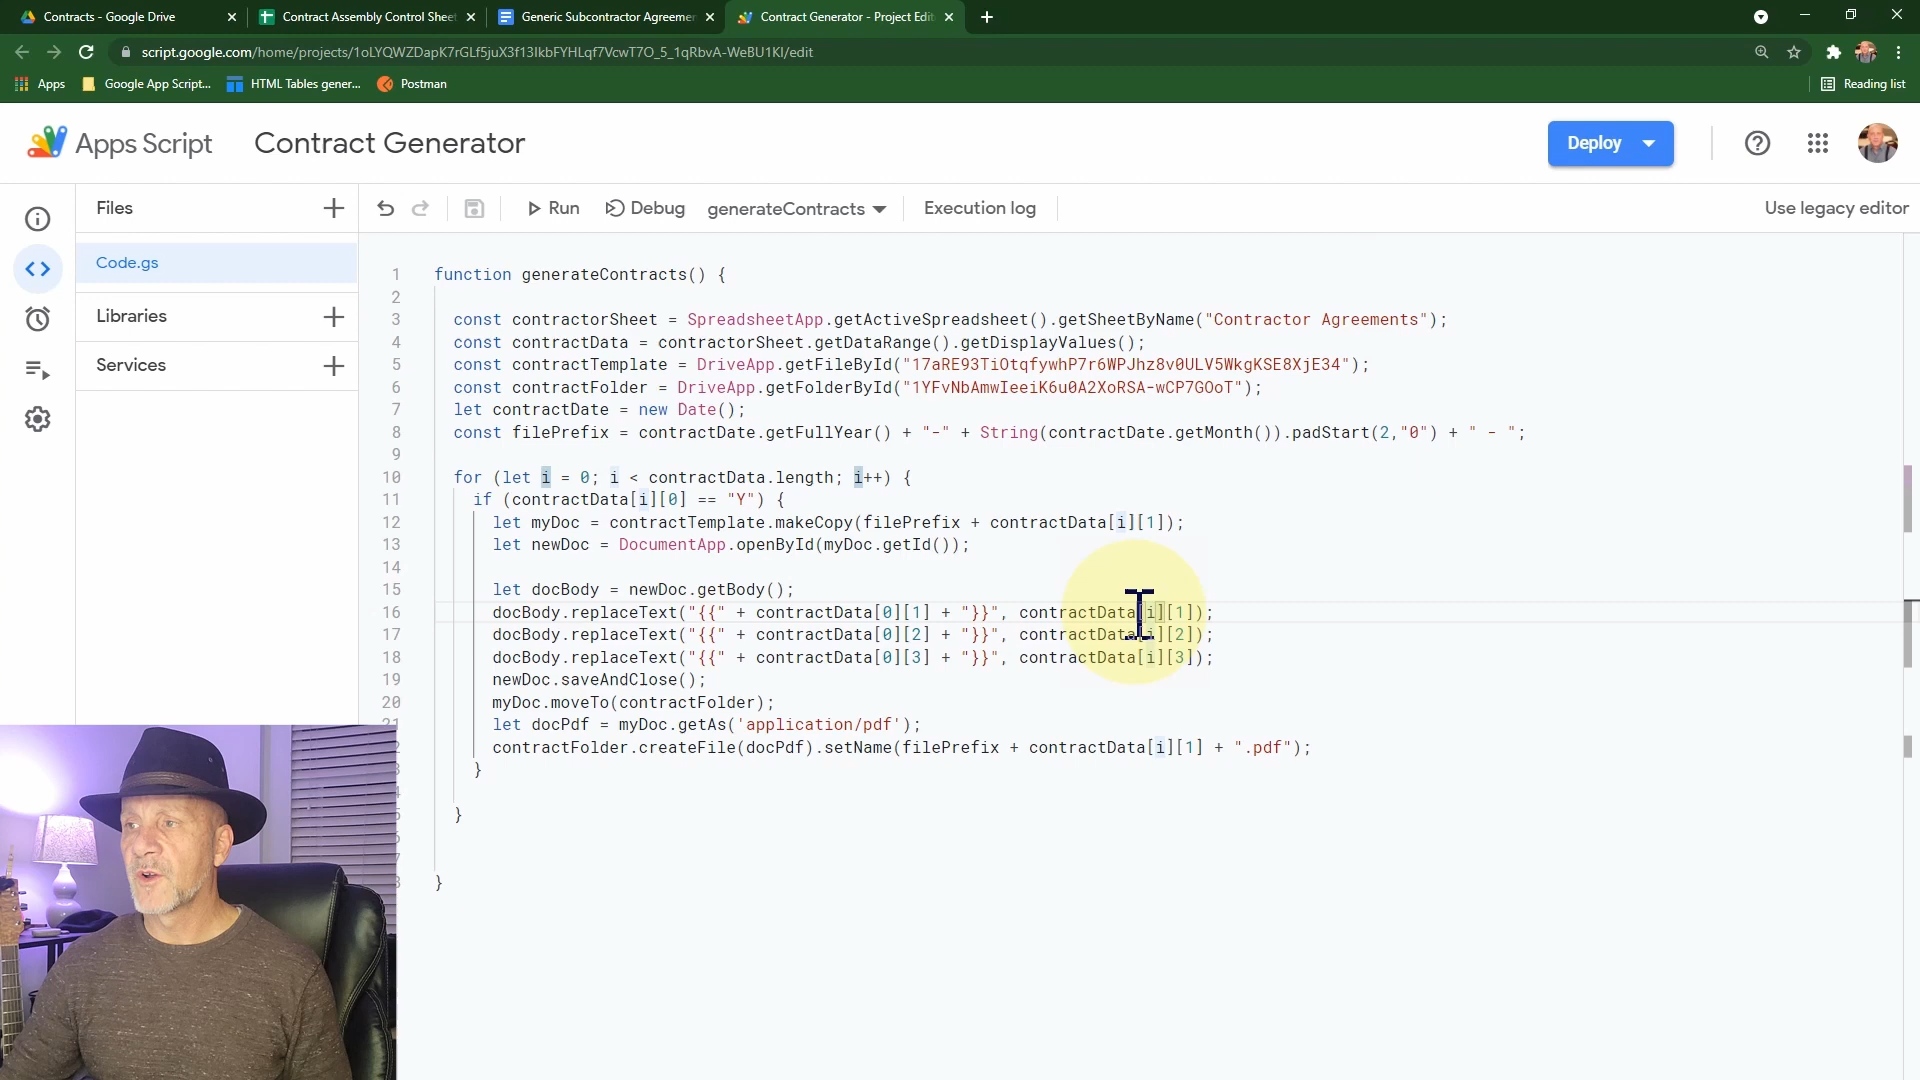 Contracts - Google Drive
Contract Assembly Control Sheet
Generic Subcontractor Agreemen
Contract Generator - Project Edit
script.google.com/home/projects/1oLYQWZDapK7rGLf5juX3f13IkbFYHLqf7VcwT7O_5_1qRbvA-WeBU1KI/edit
Apps
Google App Script...
HTML Tables gener...
Postman
Reading list
Apps Script
Contract Generator
Deploy
Files
Run
Debug
generateContracts
Execution log
Use legacy editor
Code.gs
Libraries
Services
1 function generateContracts() {
2
3 const contractorSheet = SpreadsheetApp.getActiveSpreadsheet().getSheetByName("Contractor Agreements");
4 const contractData = contractorSheet.getDataRange().getDisplayValues();
5 const contractTemplate = DriveApp.getFileById("17aRE93TiOtqfywhP7r6WPJhz8v0ULV5WkgKSE8XjE34");
6 const contractFolder = DriveApp.getFolderById("1YFvNbAmwIeeiK6u0A2XoRSA-wCP7GOoT");
7 let contractDate = new Date();
8 const filePrefix = contractDate.getFullYear() + "-" + String(contractDate.getMonth()).padStart(2,"0") + " - ";
9
10 for (let i = 0; i < contractData.length; i++) {
11 if (contractData[i][0] == "Y") {
12 let myDoc = contractTemplate.makeCopy(filePrefix + contractData[i][1]);
13 let newDoc = DocumentApp.openById(myDoc.getId());
14
15 let docBody = newDoc.getBody();
16 docBody.replaceText("{{" + contractData[0][1] + "}}", contractData[i][1]);
17 docBody.replaceText("{{" + contractData[0][2] + "}}", contractData[i][2]);
18 docBody.replaceText("{{" + contractData[0][3] + "}}", contractData[i][3]);
19 newDoc.saveAndClose();
20 myDoc.moveTo(contractFolder);
let docPdf = myDoc.getAs('application/pdf');
contractFolder.createFile(docPdf).setName(filePrefix + contractData[i][1] + ".pdf");
}
}
}